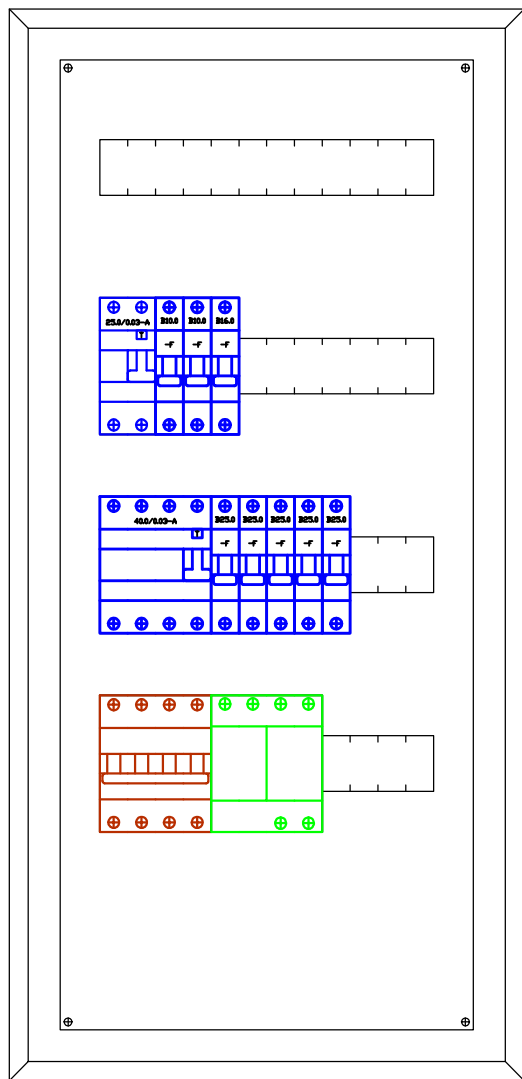 25.0/0.03-A B10.0 B10.0 B16.0
T
-F -F -F
40.0/0.03-A B25.0 B25.0 B25.0 B25.0 B25.0
T
-F -F -F -F -F